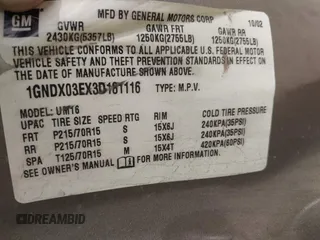 GM
MFD BY GENERAL MOTORS CORP 10/02
GVWR GAWR FRT GAWR RR
2430KG(5357LB) 1250KG(2755LB) 1250KG(2755LB)
THIS VEHICLE CONFORMS TO ALL APPLICABLE U.S. FEDERAL MOTOR
VEHICLE SAFETY AND THEFT PREVENTION STANDARDS IN EFFECT ON
THE DATE OF MANUFACTURE SHOWN ABOVE.
1GNDX03EX3D181116 TYPE: M.P.V.
MODEL: UM16
UPAC TIRE SIZE SPEED RTG RIM COLD TIRE PRESSURE
FRT P215/70R15 S 15X6J 240KPA(35PSI)
RR P215/70R15 S 15X6J 240KPA(35PSI)
SPA T125/70R15 M 15X4T 420KPA(60PSI)
SEE OWNER'S MANUAL FOR ADDITIONAL INFORMATION
DREAMBID